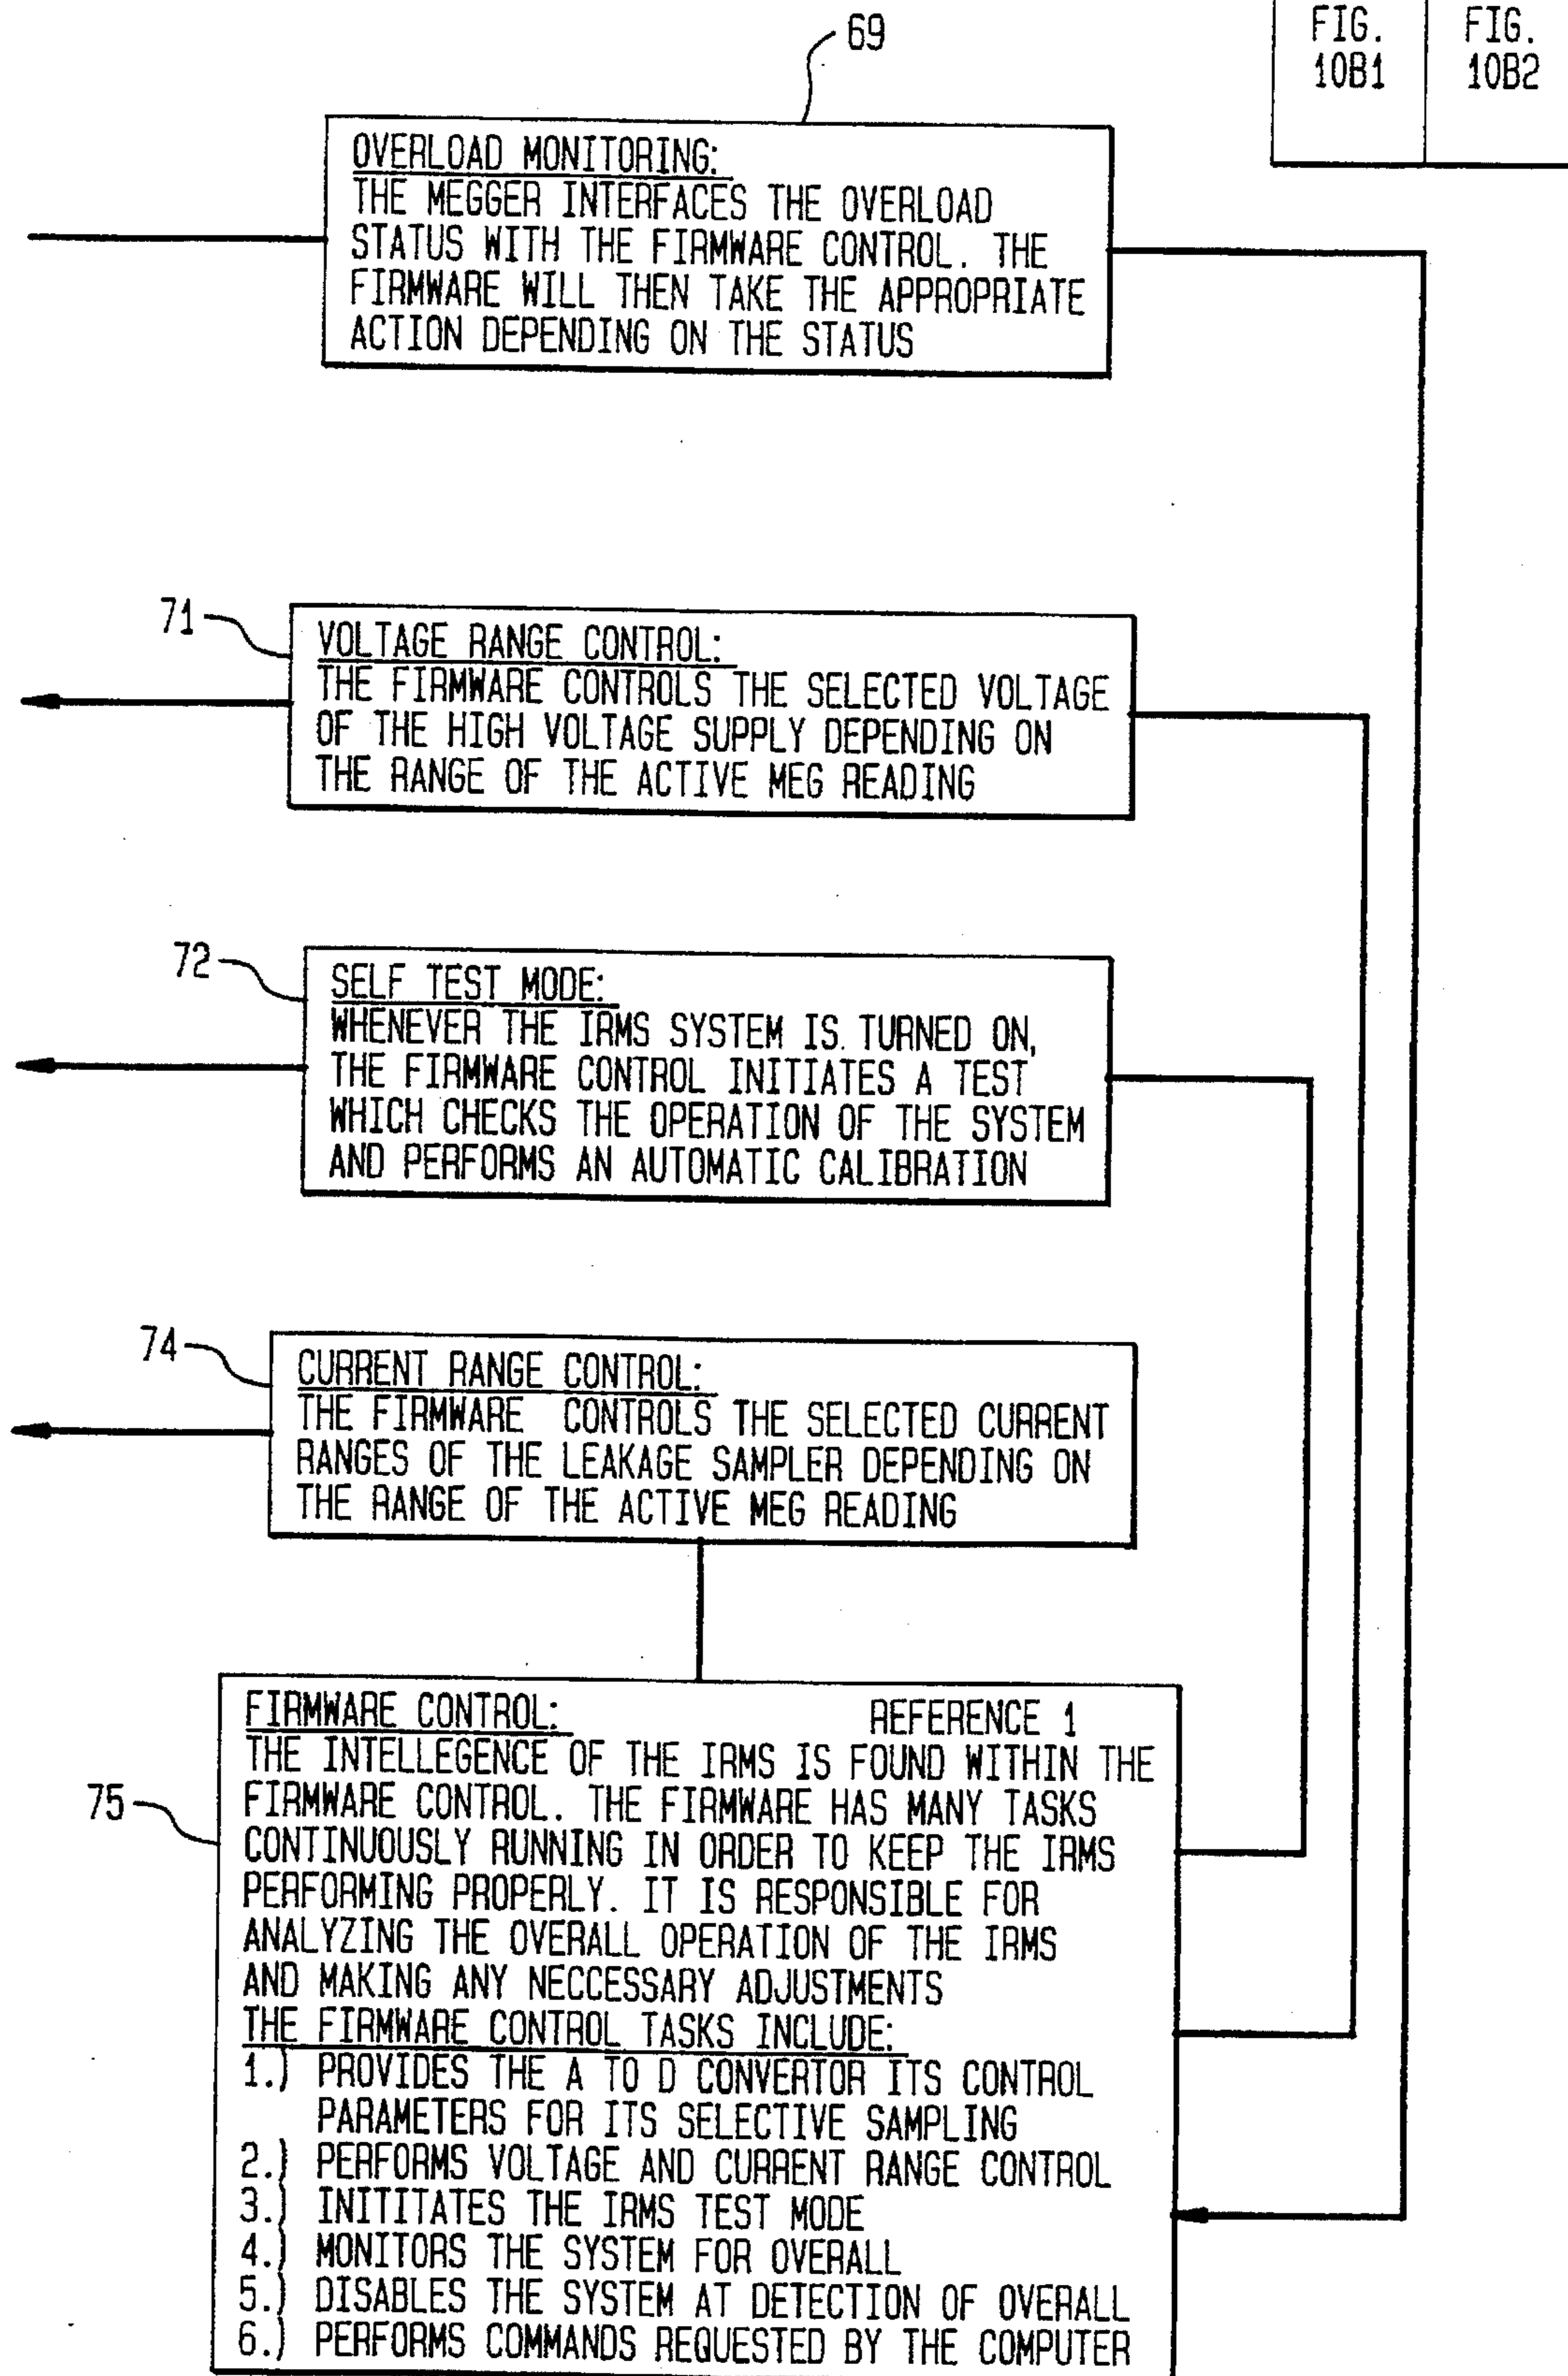 69
FIG. 10B1
FIG. 10B2
OVERLOAD MONITORING:
THE MEGGER INTERFACES THE OVERLOAD
STATUS WITH THE FIRMWARE CONTROL. THE
FIRMWARE WILL THEN TAKE THE APPROPRIATE
ACTION DEPENDING ON THE STATUS
71
VOLTAGE RANGE CONTROL:
THE FIRMWARE CONTROLS THE SELECTED VOLTAGE
OF THE HIGH VOLTAGE SUPPLY DEPENDING ON
THE RANGE OF THE ACTIVE MEG READING
72
SELF TEST MODE:
WHENEVER THE IRMS SYSTEM IS TURNED ON,
THE FIRMWARE CONTROL INITIATES A TEST
WHICH CHECKS THE OPERATION OF THE SYSTEM
AND PERFORMS AN AUTOMATIC CALIBRATION
74
CURRENT RANGE CONTROL:
THE FIRMWARE CONTROLS THE SELECTED CURRENT
RANGES OF THE LEAKAGE SAMPLER DEPENDING ON
THE RANGE OF THE ACTIVE MEG READING
75
FIRMWARE CONTROL: REFERENCE 1
THE INTELLEGENCE OF THE IRMS IS FOUND WITHIN THE
FIRMWARE CONTROL. THE FIRMWARE HAS MANY TASKS
CONTINUOUSLY RUNNING IN ORDER TO KEEP THE IRMS
PERFORMING PROPERLY. IT IS RESPONSIBLE FOR
ANALYZING THE OVERALL OPERATION OF THE IRMS
AND MAKING ANY NECCESSARY ADJUSTMENTS
THE FIRMWARE CONTROL TASKS INCLUDE:
1.) PROVIDES THE A TO D CONVERTOR ITS CONTROL
PARAMETERS FOR ITS SELECTIVE SAMPLING
2.) PERFORMS VOLTAGE AND CURRENT RANGE CONTROL
3.) INITITATES THE IRMS TEST MODE
4.) MONITORS THE SYSTEM FOR OVERALL
5.) DISABLES THE SYSTEM AT DETECTION OF OVERALL
6.) PERFORMS COMMANDS REQUESTED BY THE COMPUTER